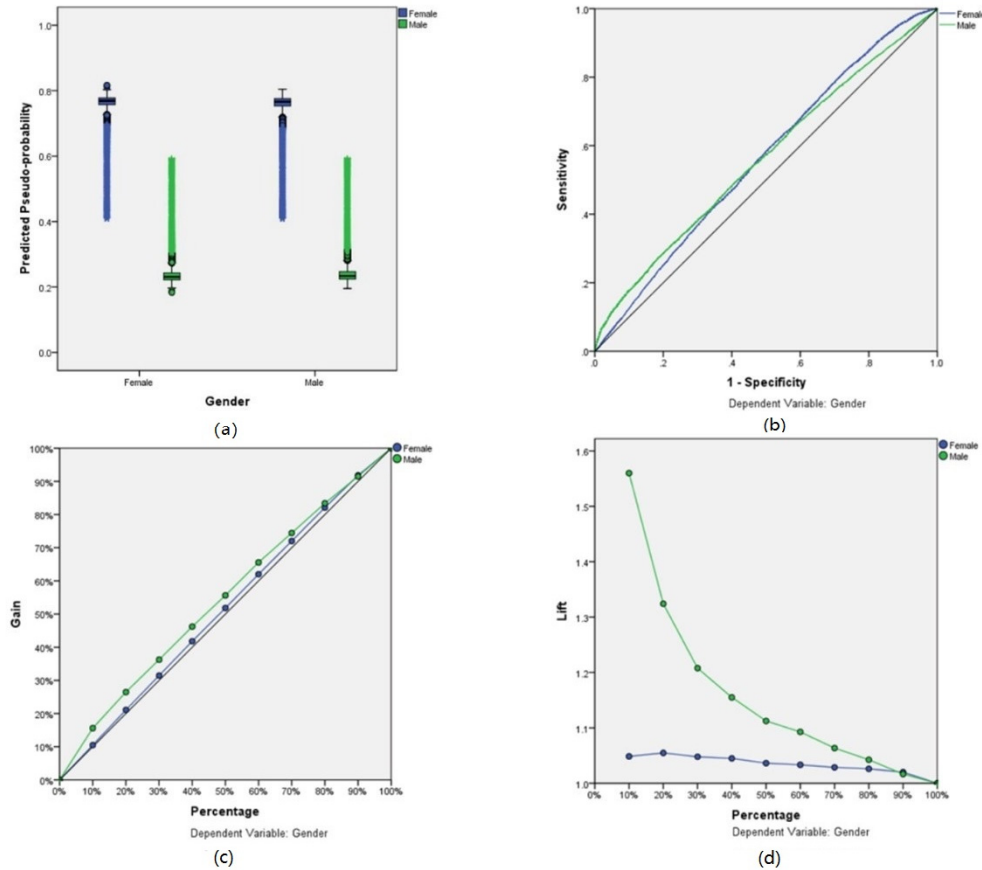 Female
Male
1.0
0.8
0.6
0.4
0.2
0.0
Predicted Pseudo-probability
Female Male
Gender
(a)
Female
Male
1.0
.8
.6
.4
.2
.0
Sensitivity
.0 .2 .4 .6 .8 1.0
1 - Specificity
Dependent Variable: Gender
(b)
Female
Male
100%
90%
80%
70%
60%
50%
40%
30%
20%
10%
0%
Gain
0% 10% 20% 30% 40% 50% 60% 70% 80% 90% 100%
Percentage
Dependent Variable: Gender
(c)
Female
Male
1.6
1.5
1.4
1.3
1.2
1.1
1.0
Lift
0% 10% 20% 30% 40% 50% 60% 70% 80% 90% 100%
Percentage
Dependent Variable: Gender
(d)